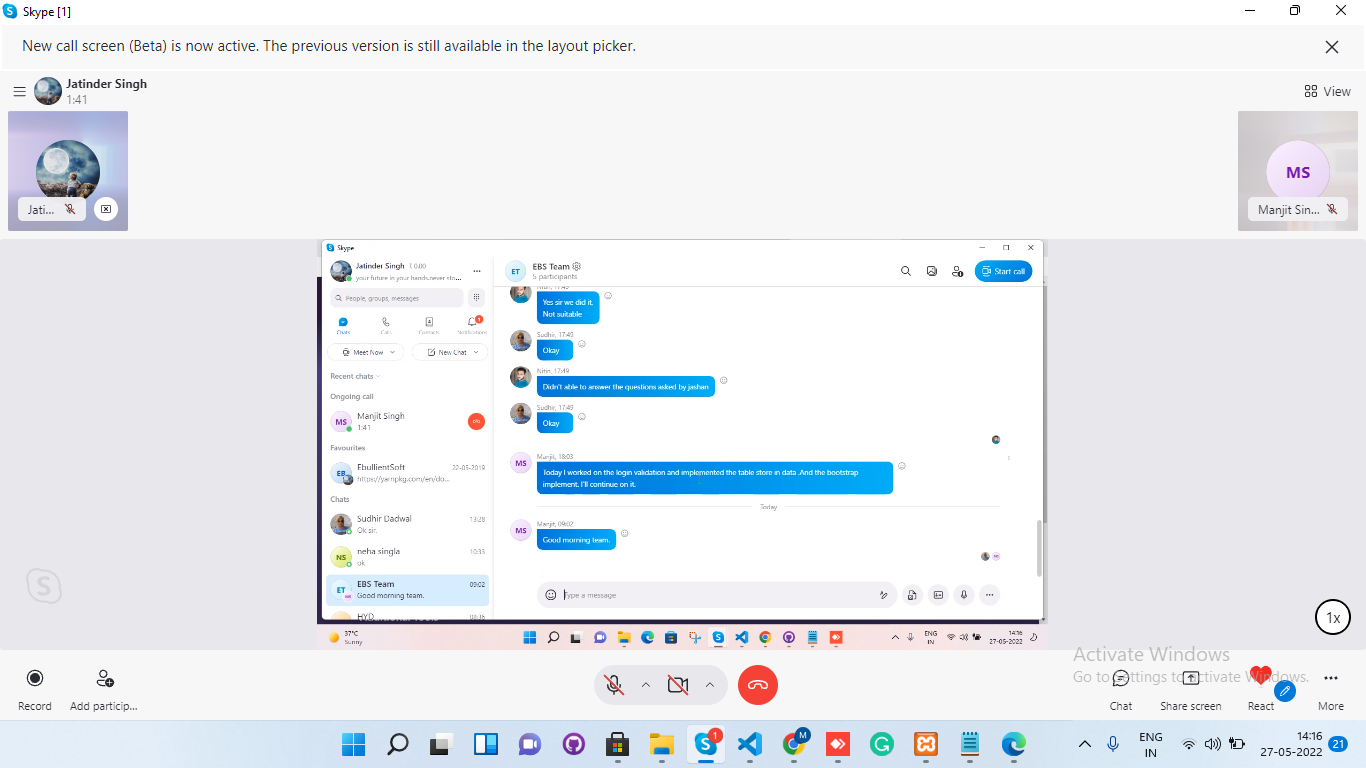 Skype [1]
New call screen (Beta) is now active. The previous version is still available in the layout picker.
Jatinder Singh
1:41
View
Jati...
MS
Manjit Sin...
Skype
Jatinder Singh
₹ 0.00
your future in your hands.never sto...
People, groups, messages
Chats
Calls
Contacts
Notifications
1
Meet Now
New Chat
Recent chats
Ongoing call
MS
Manjit Singh
1:41
Favourites
EB
EbullientSoft
22-05-2019
https://yarnpkg.com/en/do...
Chats
Sudhir Dadwal
13:28
Ok sir.
NS
neha singla
10:33
ok
ET
EBS Team
09:02
Good morning team.
HYD
08:36
ET
EBS Team
5 participants
Start call
Nitin, 17:48
Yes sir we did it.
Not suitable
Sudhir, 17:49
Okay
Nitin, 17:49
Didn't able to answer the questions asked by jashan
Sudhir, 17:49
Okay
MS
Manjit, 18:03
Today I worked on the login validation and implemented the table store in data .And the bootstrap
implement. I'll continue on it.
Today
MS
Manjit, 09:02
Good morning team.
Type a message
37°C
Sunny
ENG
IN
14:16
27-05-2022
1x
Activate Windows
Go to Settings to activate Windows.
Record
Add particip...
Chat
Share screen
React
More
1
M
ENG
IN
14:16
27-05-2022
21